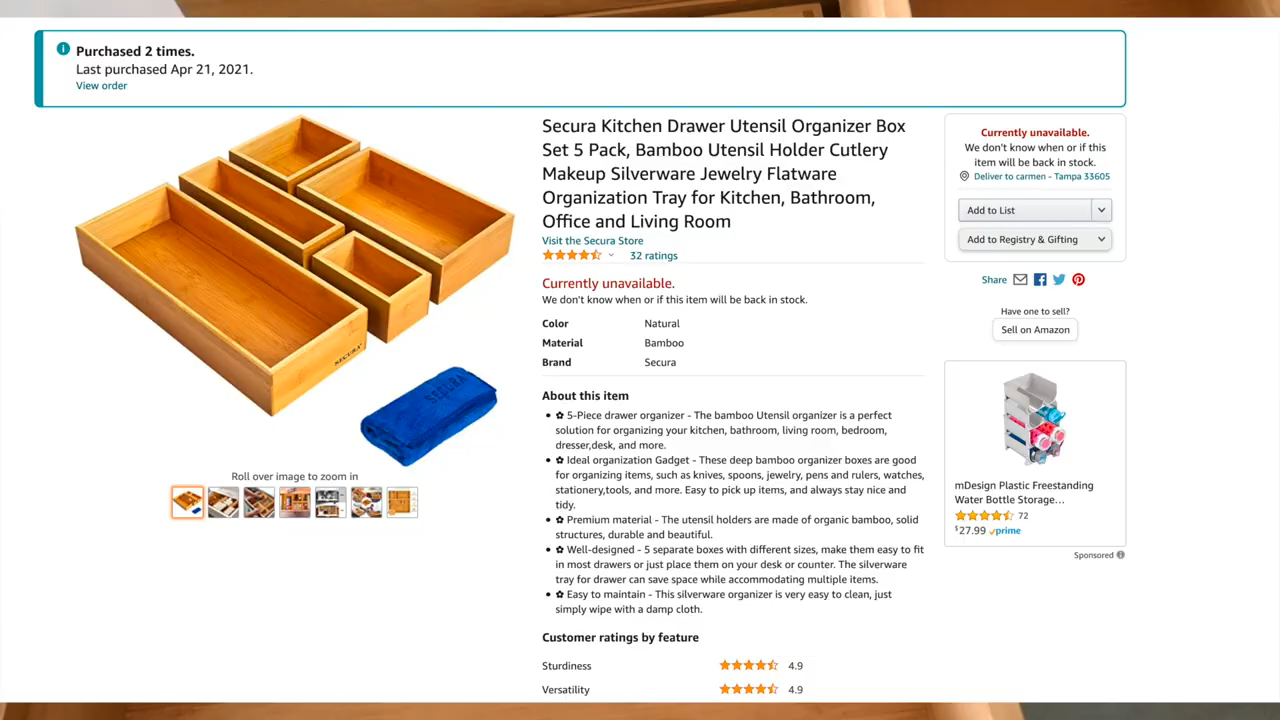 Purchased 2 times.
Last purchased Apr 21, 2021.
View order
SECURA
SECURA
Roll over image to zoom in
Secura Kitchen Drawer Utensil Organizer Box
Set 5 Pack, Bamboo Utensil Holder Cutlery
Makeup Silverware Jewelry Flatware
Organization Tray for Kitchen, Bathroom,
Office and Living Room
Visit the Secura Store
32 ratings
Currently unavailable.
We don't know when or if this item will be back in stock.
Color Natural
Material Bamboo
Brand Secura
About this item
• ✿ 5-Piece drawer organizer - The bamboo Utensil organizer is a perfect
solution for organizing your kitchen, bathroom, living room, bedroom,
dresser,desk, and more.
• ✿ Ideal organization Gadget - These deep bamboo organizer boxes are good
for organizing items, such as knives, spoons, jewelry, pens and rulers, watches,
stationery,tools, and more. Easy to pick up items, and always stay nice and
tidy.
• ✿ Premium material - The utensil holders are made of organic bamboo, solid
structures, durable and beautiful.
• ✿ Well-designed - 5 separate boxes with different sizes, make them easy to fit
in most drawers or just place them on your desk or counter. The silverware
tray for drawer can save space while accommodating multiple items.
• ✿ Easy to maintain - This silverware organizer is very easy to clean, just
simply wipe with a damp cloth.
Customer ratings by feature
Sturdiness 4.9
Versatility 4.9
Currently unavailable.
We don't know when or if this
item will be back in stock.
Deliver to carmen - Tampa 33605
Add to List
Add to Registry & Gifting
Share
Have one to sell?
Sell on Amazon
mDesign Plastic Freestanding
Water Bottle Storage…
72
$27.99 prime
Sponsored